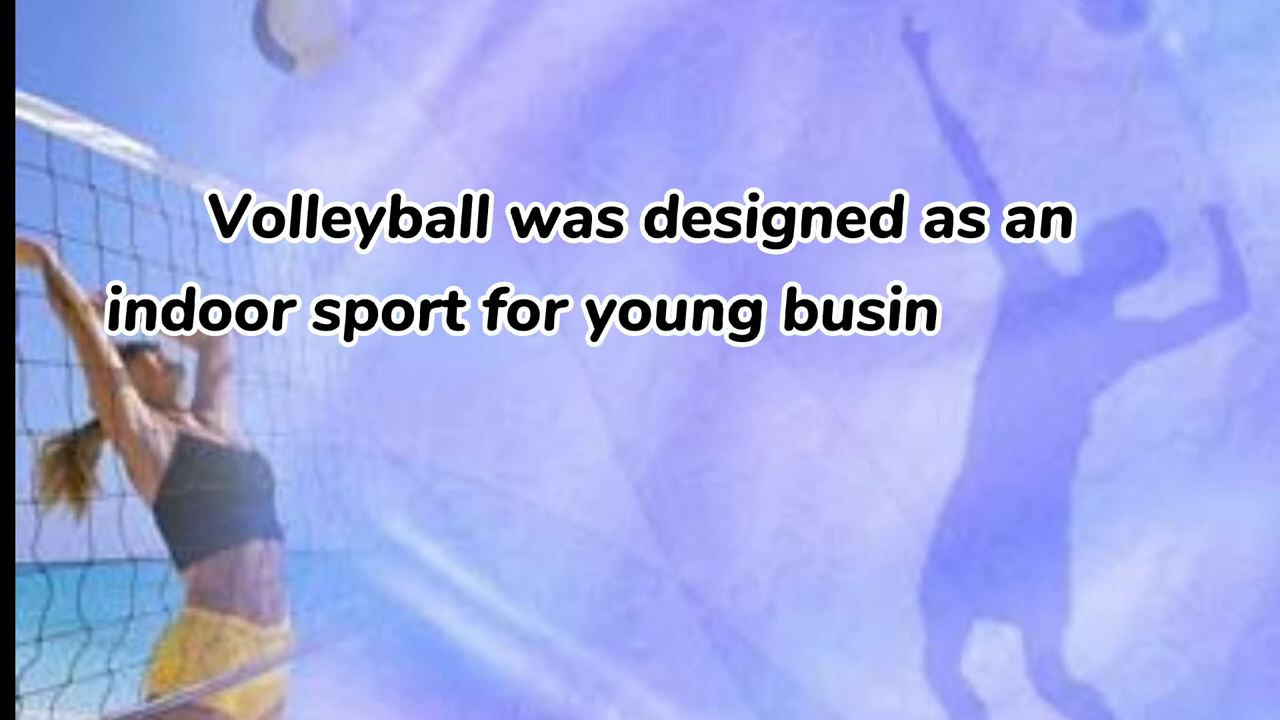 Volleyball was designed as an
indoor sport for young busin